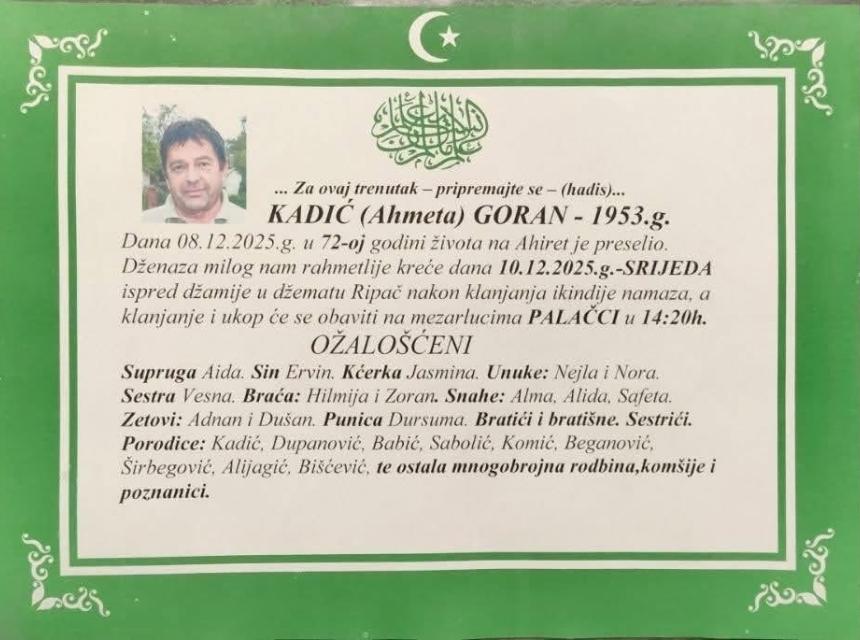 ... Za ovaj trenutak – pripremajte se – (hadis)...
KADIĆ (Ahmeta) GORAN - 1953.g.
Dana 08.12.2025.g. u 72-oj godini života na Ahiret je preselio.
Dženaza milog nam rahmetlije kreće dana 10.12.2025.g.-SRIJEDA
ispred džamije u džematu Ripač nakon klanjanja ikindije namaza, a
klanjanje i ukop će se obaviti na mezarlucima PALAČCI u 14:20h.
OŽALOŠĆENI
Supruga Aida. Sin Ervin. Kćerka Jasmina. Unuke: Nejla i Nora.
Sestra Vesna. Braća: Hilmija i Zoran. Snahe: Alma, Alida, Safeta.
Zetovi: Adnan i Dušan. Punica Dursuma. Bratići i bratišne. Sestrići.
Porodice: Kadić, Dupanović, Babić, Sabolić, Komić, Beganović,
Širbegović, Alijagić, Bišćević, te ostala mnogobrojna rodbina,komšije i
poznanici.